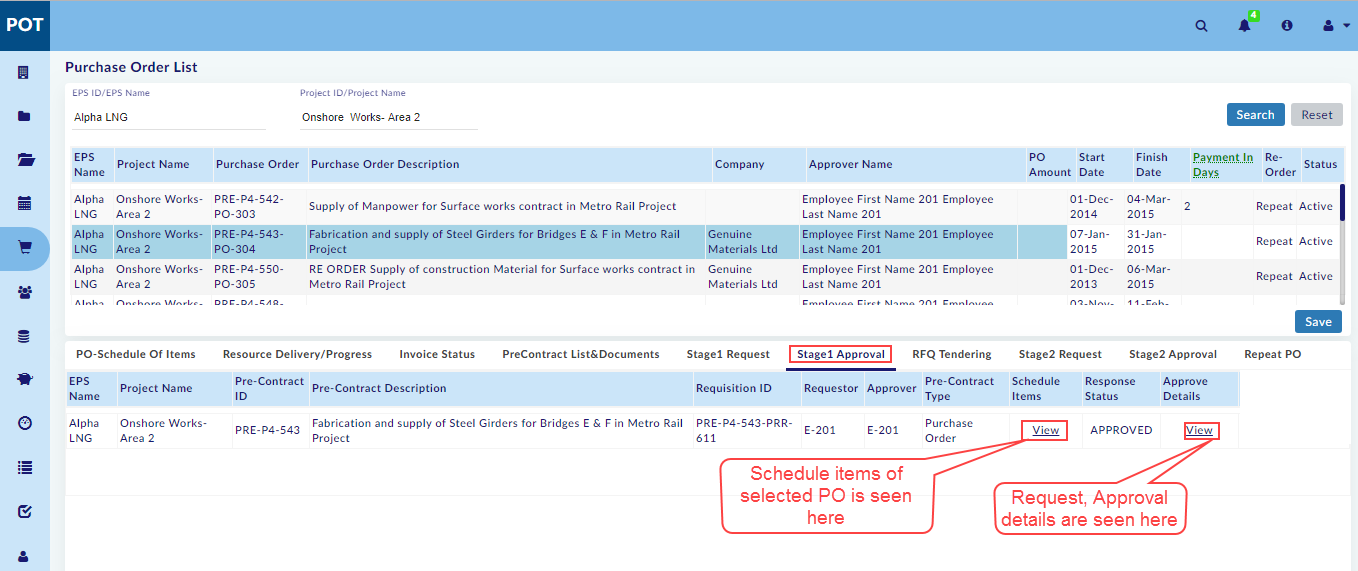 POT
4
Purchase Order List
EPS ID/EPS Name
Project ID/Project Name
Alpha LNG
Onshore Works- Area 2
Search
Reset
EPS Name
Project Name
Purchase Order
Purchase Order Description
Company
Approver Name
PO Amount
Start Date
Finish Date
Payment In Days
Re-Order
Status
Alpha LNG
Onshore Works- Area 2
PRE-P4-542-PO-303
Supply of Manpower for Surface works contract in Metro Rail Project
Employee First Name 201 Employee Last Name 201
01-Dec-2014
04-Mar-2015
2
Repeat
Active
Alpha LNG
Onshore Works- Area 2
PRE-P4-543-PO-304
Fabrication and supply of Steel Girders for Bridges E & F in Metro Rail Project
Genuine Materials Ltd
Employee First Name 201 Employee Last Name 201
07-Jan-2015
31-Jan-2015
Repeat
Active
Alpha LNG
Onshore Works- Area 2
PRE-P4-550-PO-305
RE ORDER Supply of construction Material for Surface works contract in Metro Rail Project
Genuine Materials Ltd
Employee First Name 201 Employee Last Name 201
01-Dec-2013
06-Mar-2015
Repeat
Active
Alpha
Onshore Works-
PRE-P4-548-
Employee First Name 201 Employee
03-Nov-
11-Feb-
Save
PO-Schedule Of Items
Resource Delivery/Progress
Invoice Status
PreContract List&Documents
Stage1 Request
Stage1 Approval
RFQ Tendering
Stage2 Request
Stage2 Approval
Repeat PO
EPS Name
Project Name
Pre-Contract ID
Pre-Contract Description
Requisition ID
Requestor
Approver
Pre-Contract Type
Schedule Items
Response Status
Approve Details
Alpha LNG
Onshore Works- Area 2
PRE-P4-543
Fabrication and supply of Steel Girders for Bridges E & F in Metro Rail Project
PRE-P4-543-PRR-611
E-201
E-201
Purchase Order
View
APPROVED
View
Schedule items of
selected PO is seen
here
Request, Approval
details are seen here